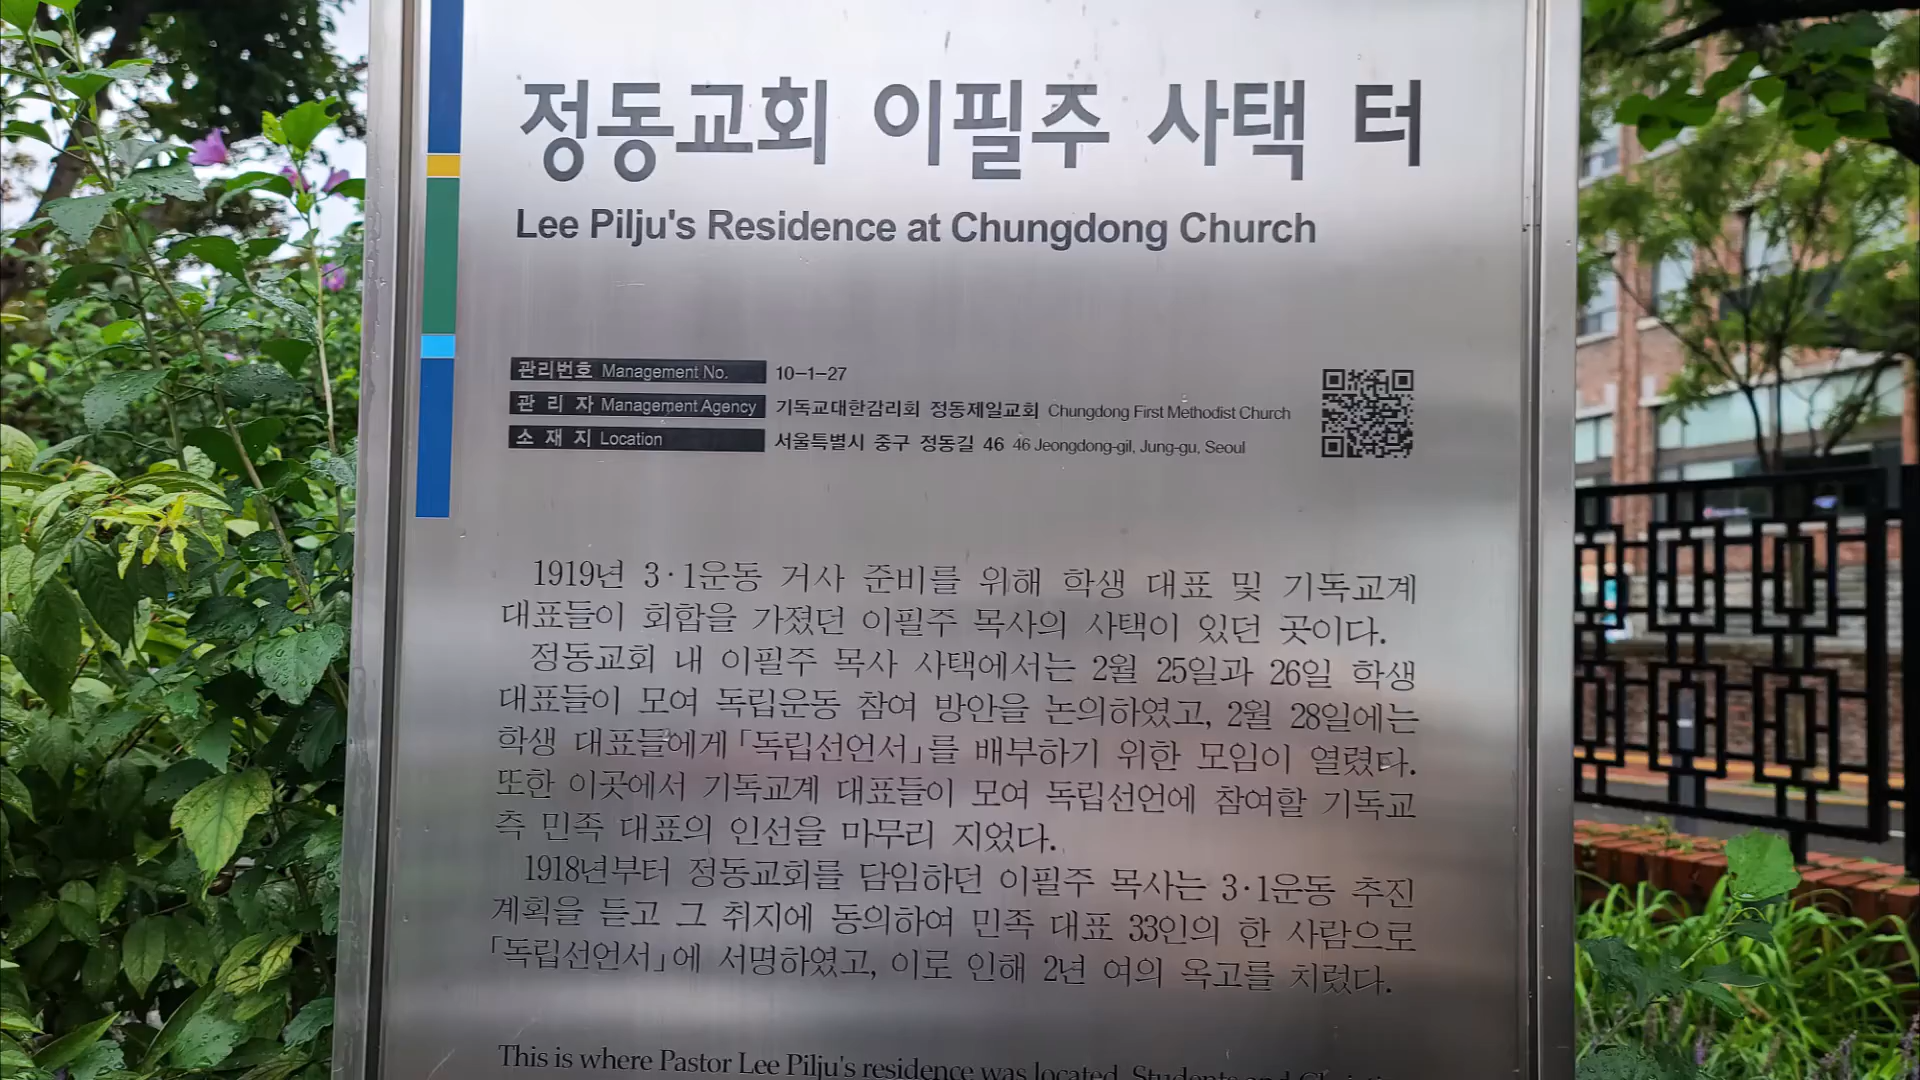 정동교회 이필주 사택 터
Lee Pilju's Residence at Chungdong Church
관리번호 Management No. 10-1-27
관 리 자 Management Agency 기독교대한감리회 정동제일교회 Chungdong First Methodist Church
소 재 지 Location 서울특별시 중구 정동길 46 46 Jeongdong-gil, Jung-gu, Seoul
1919년 3·1운동 거사 준비를 위해 학생 대표 및 기독교계
대표들이 회합을 가졌던 이필주 목사의 사택이 있던 곳이다.
정동교회 내 이필주 목사 사택에서는 2월 25일과 26일 학생
대표들이 모여 독립운동 참여 방안을 논의하였고, 2월 28일에는
학생 대표들에게 「독립선언서」를 배부하기 위한 모임이 열렸다.
또한 이곳에서 기독교계 대표들이 모여 독립선언에 참여할 기독교
측 민족 대표의 인선을 마무리 지었다.
1918년부터 정동교회를 담임하던 이필주 목사는 3·1운동 추진
계획을 듣고 그 취지에 동의하여 민족 대표 33인의 한 사람으로
「독립선언서」에 서명하였고, 이로 인해 2년 여의 옥고를 치렀다.
This is where Pastor Lee Pilju's residence was located. Students and